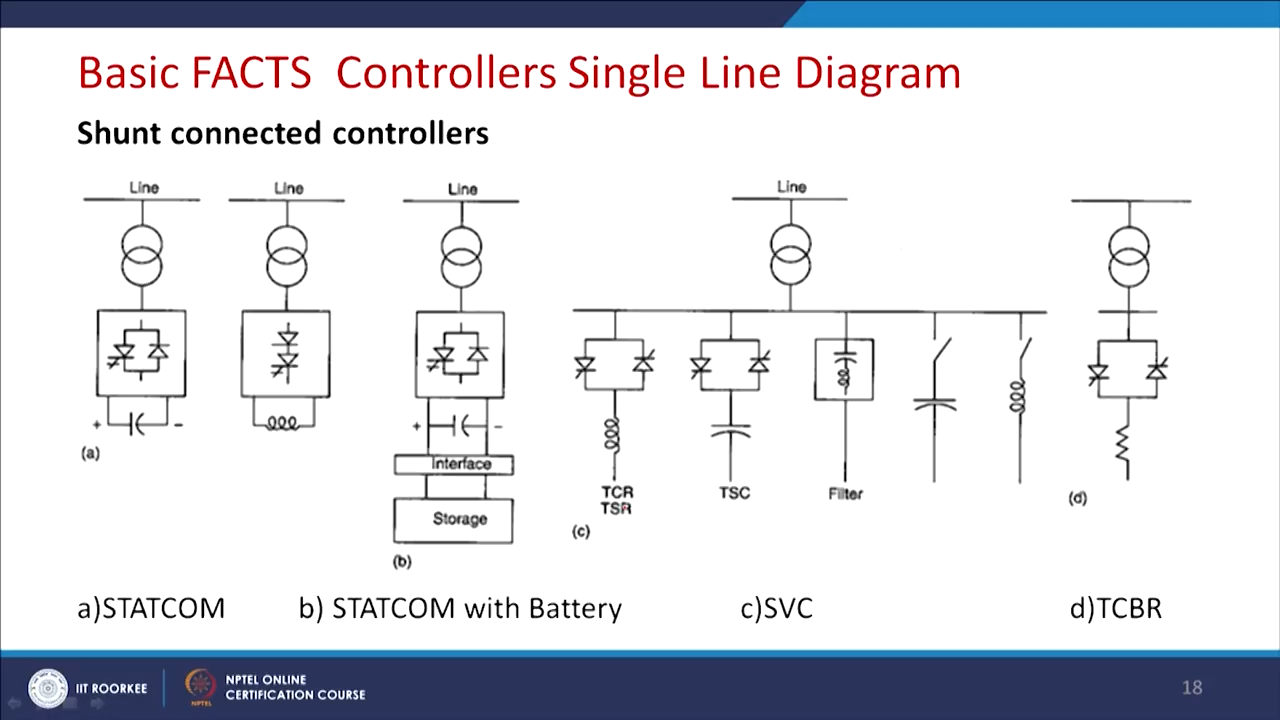 Basic FACTS Controllers Single Line Diagram
Shunt connected controllers
Line
Line
Line
Line
+ -
(a)
+ -
Interface
Storage
(b)
TCR
TSR
TSC
Filter
(c)
(d)
a)STATCOM b) STATCOM with Battery c)SVC d)TCBR
IIT ROORKEE
NPTEL ONLINE
CERTIFICATION COURSE
NPTEL
18